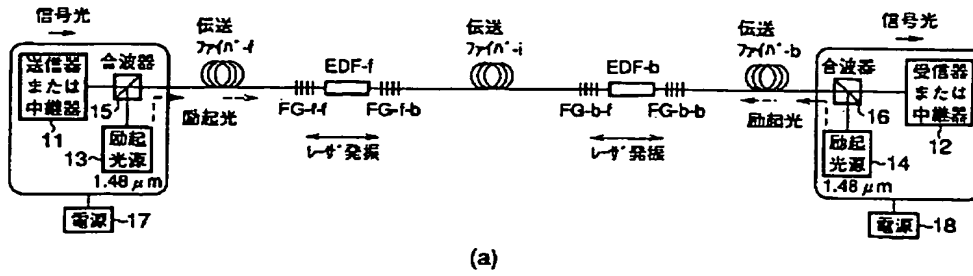 信号光
送信器
または
中継器
11
合波器
15
励起
光源
13
1.48 μm
電源
17
伝送
ファイバ-f
励起光
EDF-f
FG-f-f
FG-f-b
レーザ発振
伝送
ファイバ-i
EDF-b
FG-b-f
FG-b-b
レーザ発振
伝送
ファイバ-b
励起光
信号光
合波器
16
受信器
または
中継器
12
励起
光源
14
1.48 μm
電源
18
(a)